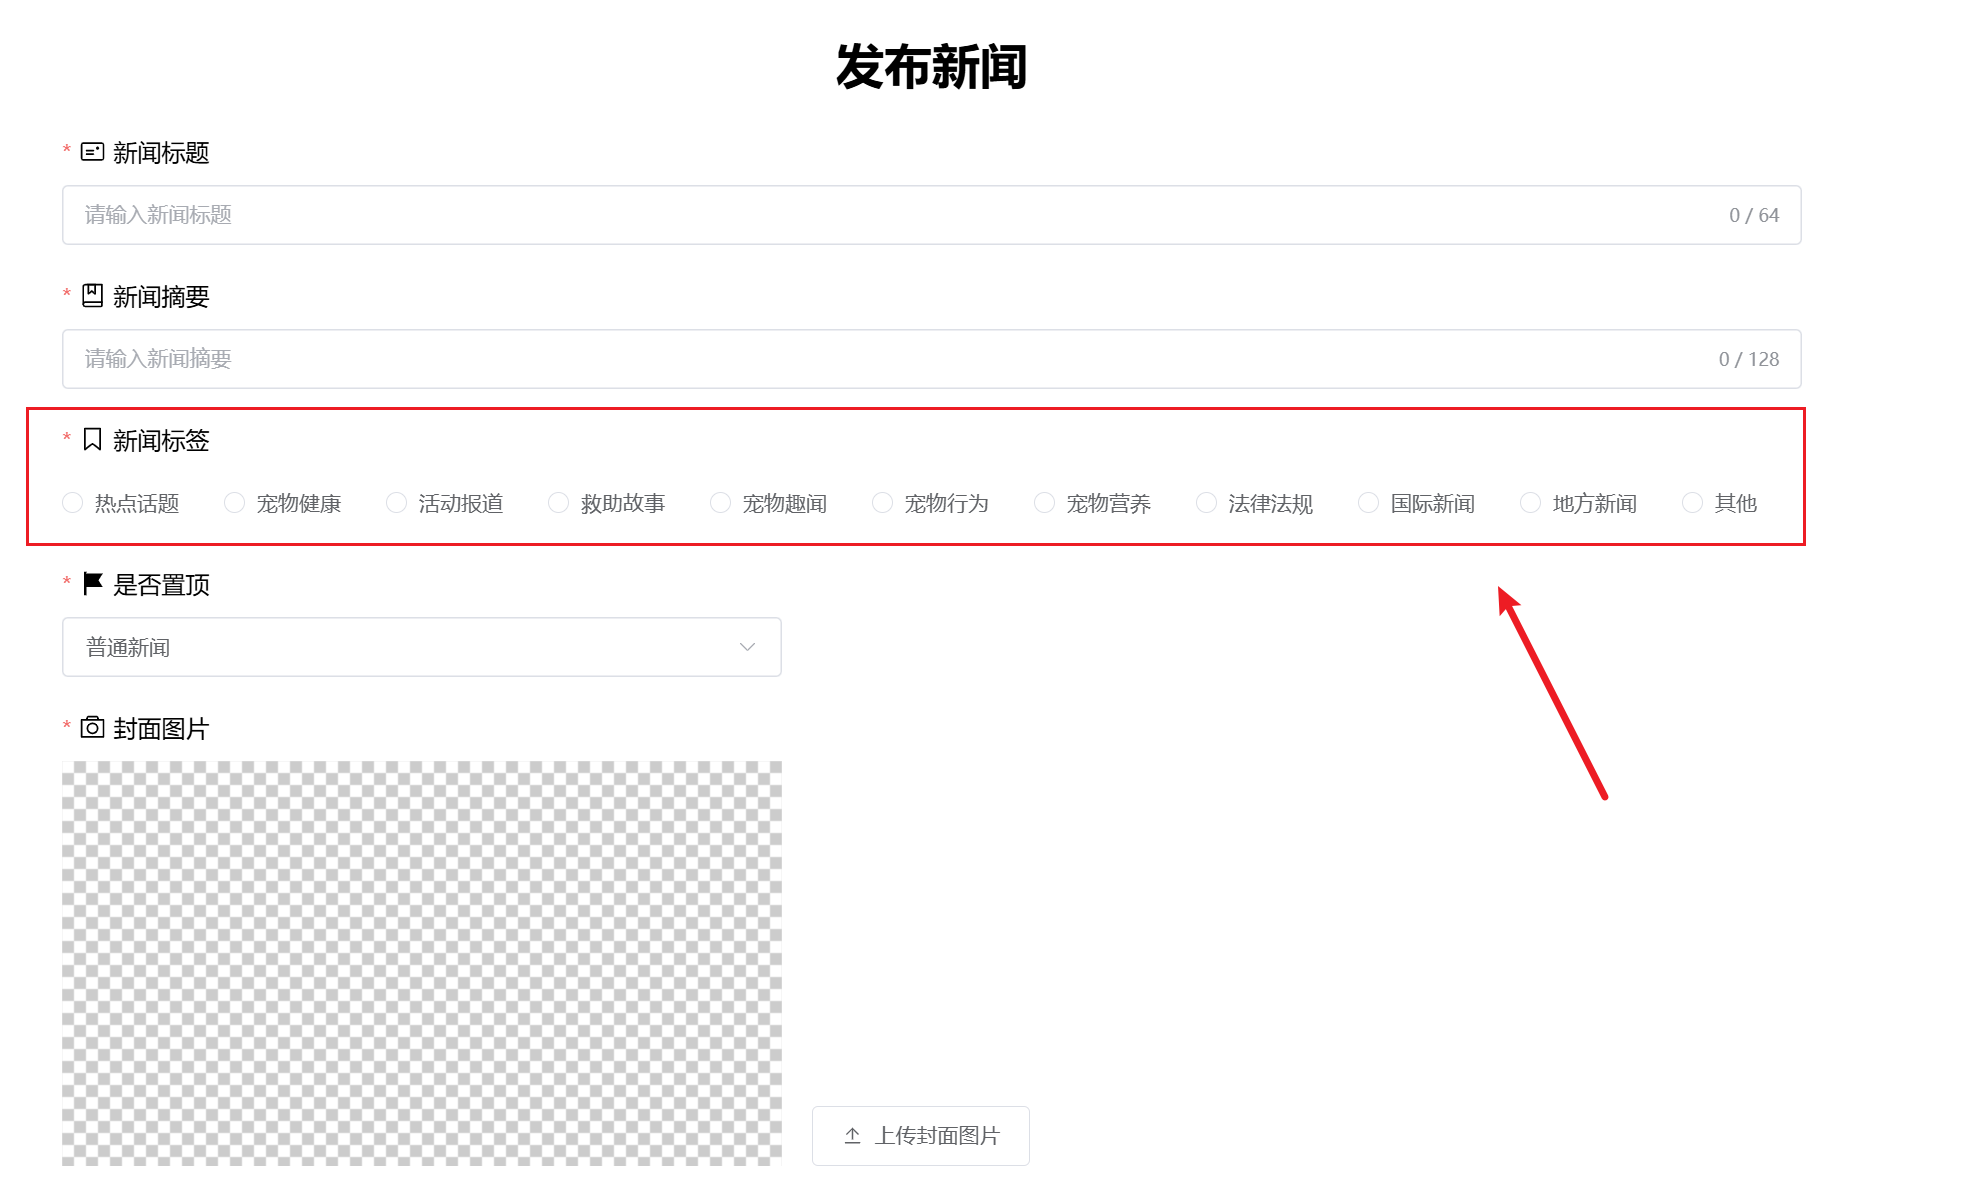 发布新闻
* 新闻标题
请输入新闻标题 0 / 64
* 新闻摘要
请输入新闻摘要 0 / 128
* 新闻标签
热点话题 宠物健康 活动报道 救助故事 宠物趣闻 宠物行为 宠物营养 法律法规 国际新闻 地方新闻 其他
* 是否置顶
普通新闻
* 封面图片
上传封面图片